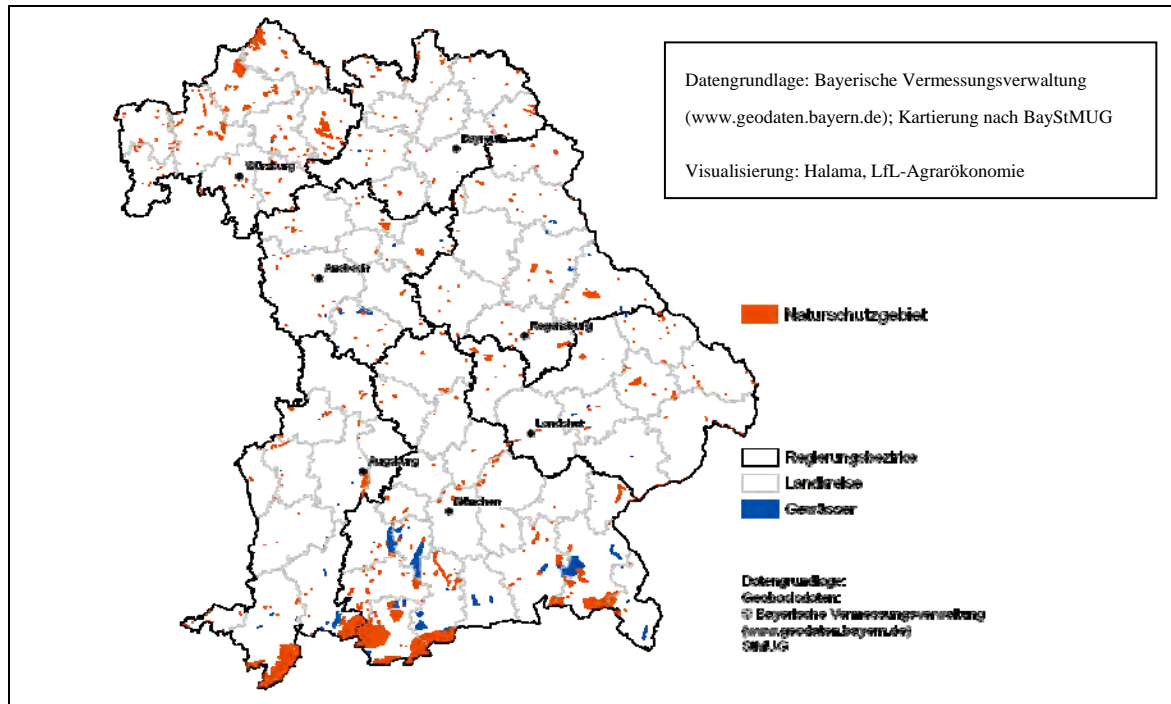 Datengrundlage: Bayerische Vermessungsverwaltung
(www.geodaten.bayern.de); Kartierung nach BayStMUG
Visualisierung: Halama, LfL-Agrarökonomie
Bayreuth
Würzburg
Ansbach
Regensburg
Landshut
Augsburg
München
Naturschutzgebiet
Regierungsbezirke
Landkreise
Gewässer
Datengrundlage:
Geobasisdaten:
© Bayerische Vermessungsverwaltung
(www.geodaten.bayern.de)
StMUG